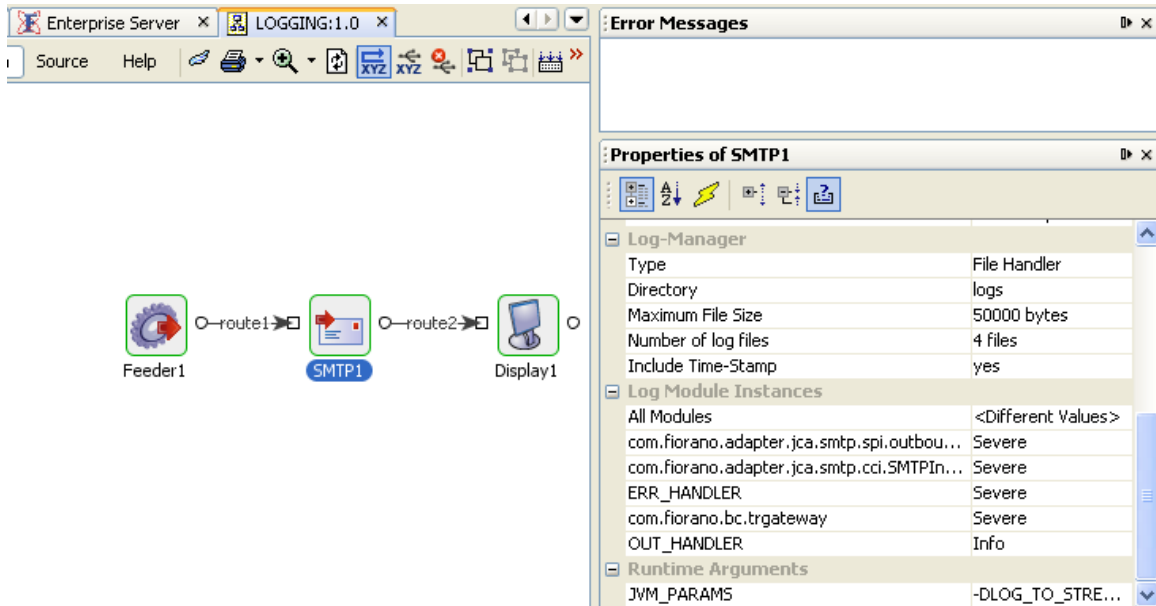 Enterprise Server
LOGGING:1.0
Source Help
XYZ XYZ
route1
route2
Feeder1
SMTP1
Display1
Error Messages
Properties of SMTP1
Log-Manager
Type File Handler
Directory logs
Maximum File Size 50000 bytes
Number of log files 4 files
Include Time-Stamp yes
Log Module Instances
All Modules <Different Values>
com.fiorano.adapter.jca.smtp.spi.outbou... Severe
com.fiorano.adapter.jca.smtp.cci.SMTPIn... Severe
ERR_HANDLER Severe
com.fiorano.bc.trgateway Severe
OUT_HANDLER Info
Runtime Arguments
JVM_PARAMS -DLOG_TO_STRE...